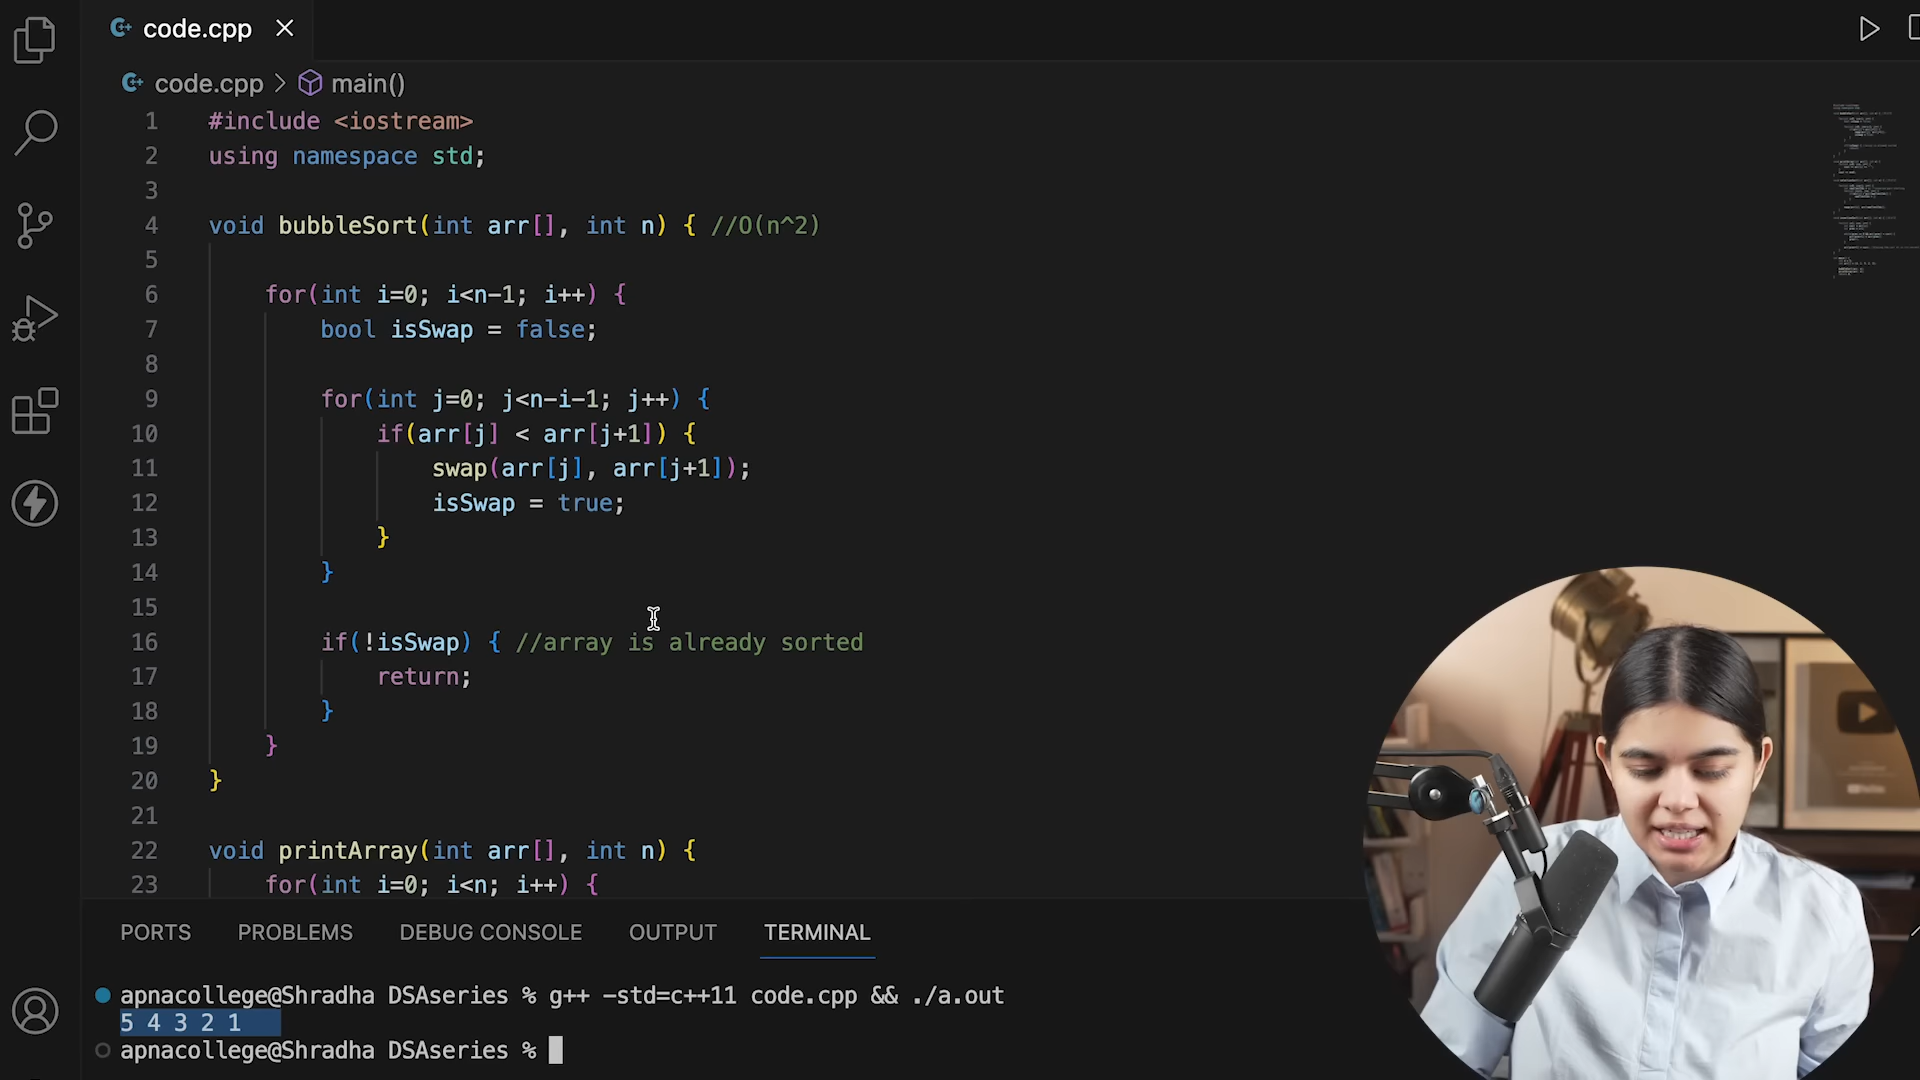 code.cpp
code.cpp > main()
1 #include <iostream>
2 using namespace std;
3
4 void bubbleSort(int arr[], int n) { //O(n^2)
5
6 for(int i=0; i<n-1; i++) {
7 bool isSwap = false;
8
9 for(int j=0; j<n-i-1; j++) {
10 if(arr[j] < arr[j+1]) {
11 swap(arr[j], arr[j+1]);
12 isSwap = true;
13 }
14 }
15
16 if(!isSwap) { //array is already sorted
17 return;
18 }
19 }
20 }
21
22 void printArray(int arr[], int n) {
23 for(int i=0; i<n; i++) {
PORTS PROBLEMS DEBUG CONSOLE OUTPUT TERMINAL
apnacollege@Shradha DSAseries % g++ -std=c++11 code.cpp && ./a.out
5 4 3 2 1
apnacollege@Shradha DSAseries %